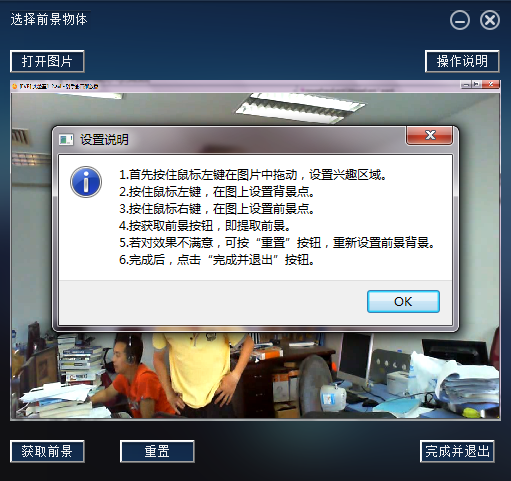 选择前景物体
打开图片
操作说明
设置说明
1.首先按住鼠标左键在图片中拖动，设置兴趣区域。
2.按住鼠标左键，在图上设置背景点。
3.按住鼠标右键，在图上设置前景点。
4.按获取前景按钮，即提取前景。
5.若对效果不满意，可按“重置”按钮，重新设置前景背景。
6.完成后，点击“完成并退出”按钮。
OK
获取前景
重置
完成并退出